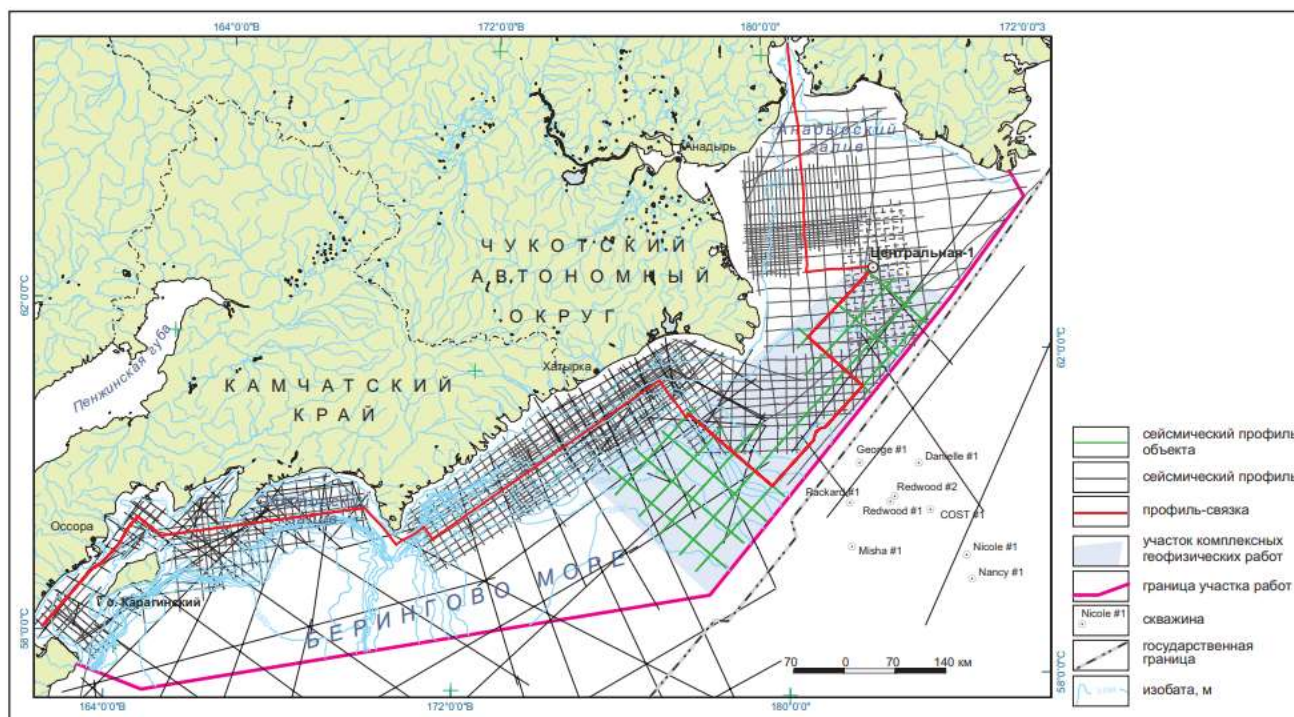 164°0'0"В
172°0'0"В
180°0'0"
172°0'0"З
Анадырский
залив
Анадырь
Центральная-1
ЧУКОТСКИЙ
АВТОНОМНЫЙ
ОКРУГ
62°0'0"С
62°0'0"С
Пенжинская губа
Хатырка
КАМЧАТСКИЙ
КРАЙ
George #1
Danielle #1
Packard #1
Redwood #2
Redwood #1
COST #1
Оссора
Misha #1
Nicole #1
Nancy #1
о. Карагинский
БЕРИНГОВО МОРЕ
58°0'0"С
58°0'0"С
70 0 70 140 км
164°0'0"В
172°0'0"В
180°0'0"
сейсмический профиль
объекта
сейсмический профиль
профиль-связка
участок комплексных
геофизических работ
граница участка работ
Nicole #1
скважина
государственная
граница
изобата, м